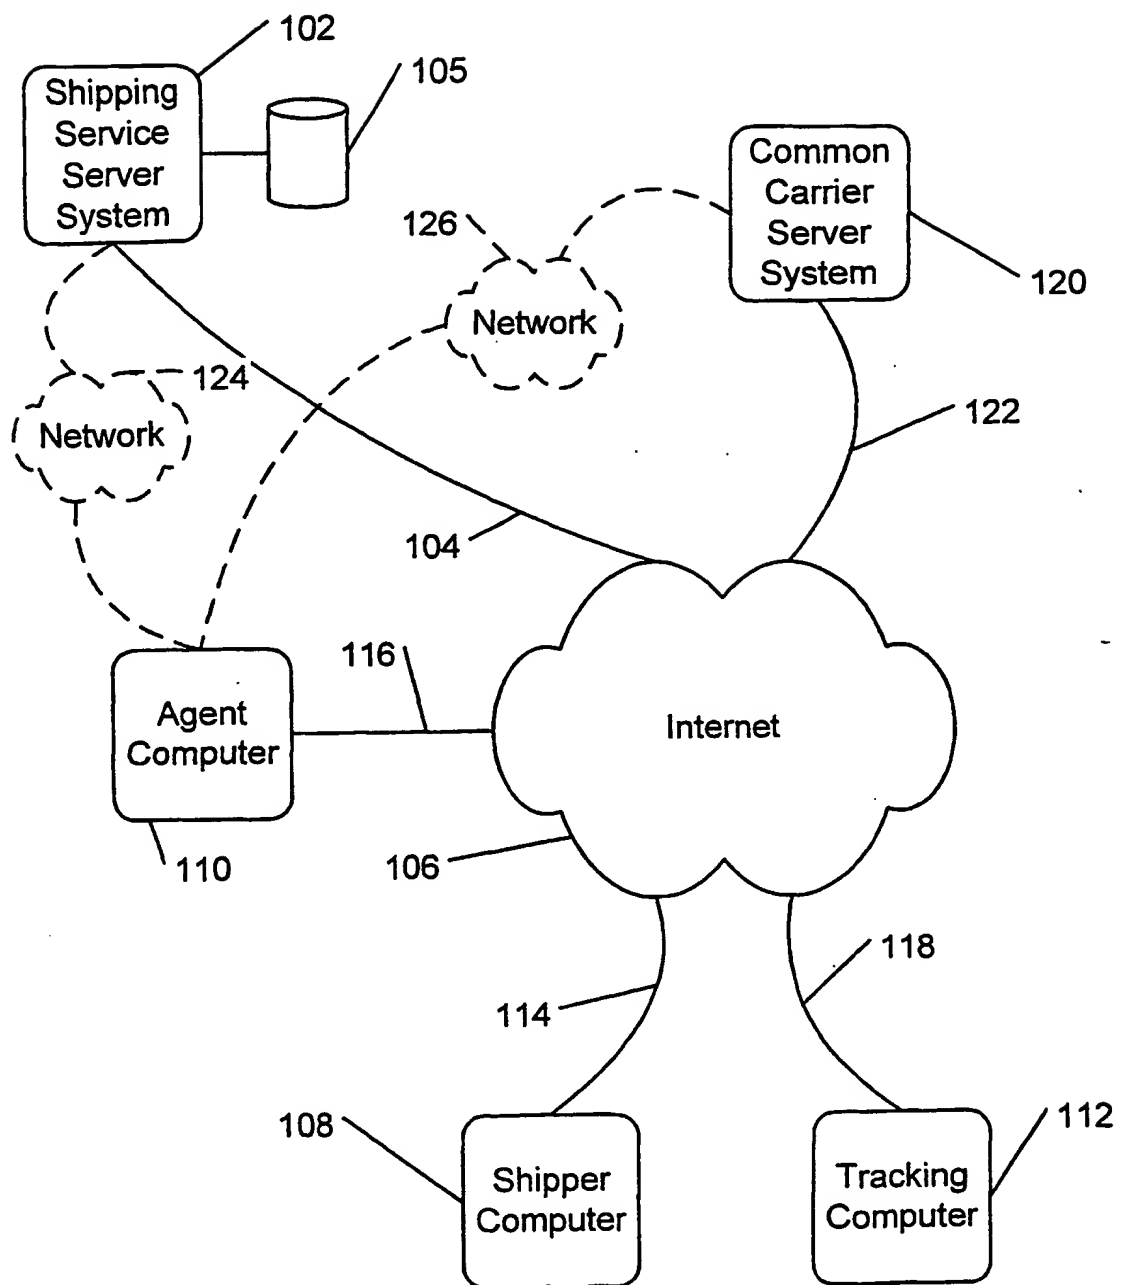 102
105
Shipping
Service
Server
System
Common
Carrier
Server
System
126
120
Network
124
Network
122
104
116
Agent
Computer
Internet
110
106
118
114
108
112
Shipper
Computer
Tracking
Computer